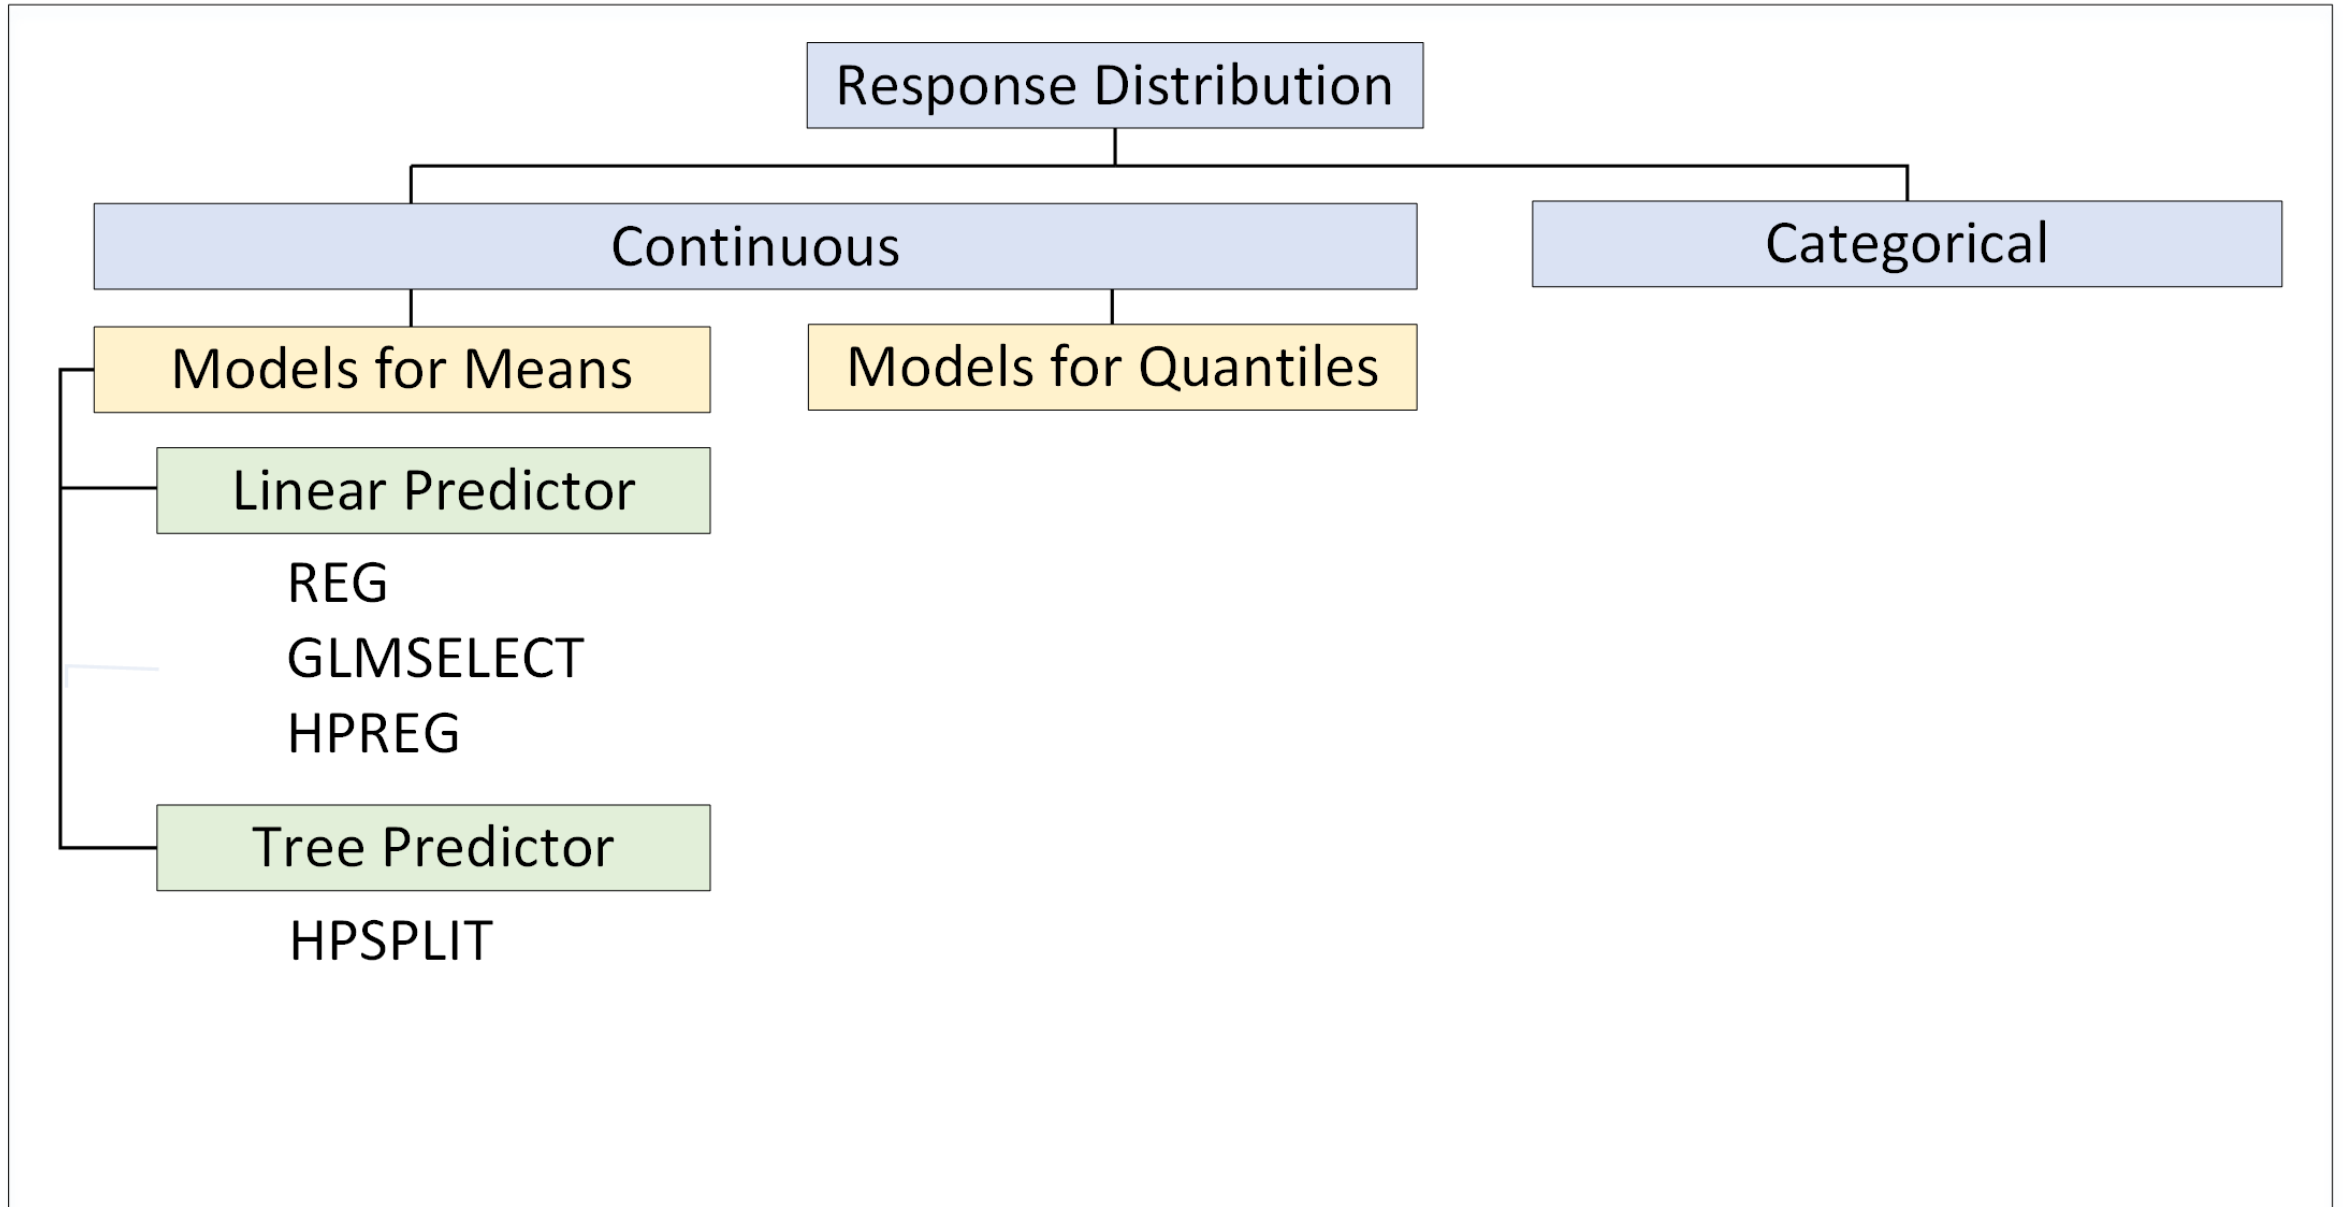 Response Distribution
Continuous
Categorical
Models for Means
Models for Quantiles
Linear Predictor
REG
GLMSELECT
HPREG
Tree Predictor
HPSPLIT